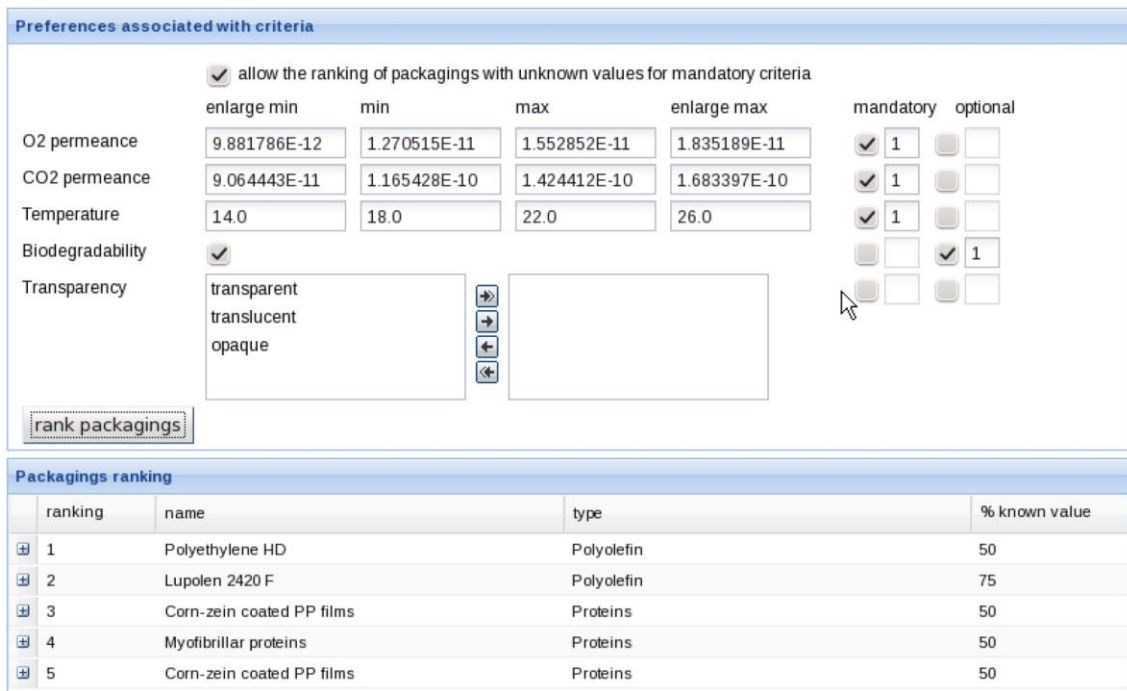 Preferences associated with criteria
allow the ranking of packagings with unknown values for mandatory criteria
enlarge min min max enlarge max mandatory optional
O2 permeance 9.881786E-12 1.270515E-11 1.552852E-11 1.835189E-11 1
CO2 permeance 9.064443E-11 1.165428E-10 1.424412E-10 1.683397E-10 1
Temperature 14.0 18.0 22.0 26.0 1
Biodegradability 1
Transparency transparent
translucent
opaque
rank packagings
Packagings ranking
ranking name type % known value
1 Polyethylene HD Polyolefin 50
2 Lupolen 2420 F Polyolefin 75
3 Corn-zein coated PP films Proteins 50
4 Myofibrillar proteins Proteins 50
5 Corn-zein coated PP films Proteins 50